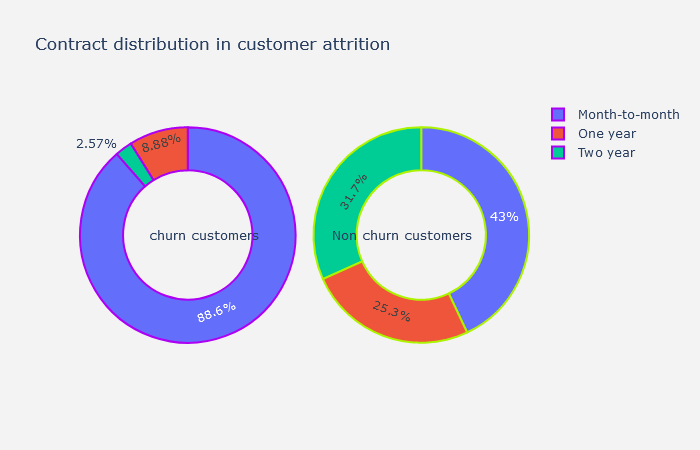 Contract distribution in customer attrition
Month-to-month
One year
Two year
2.57%
8.88%
88.6%
churn customers
31.7%
43%
25.3%
Non churn customers